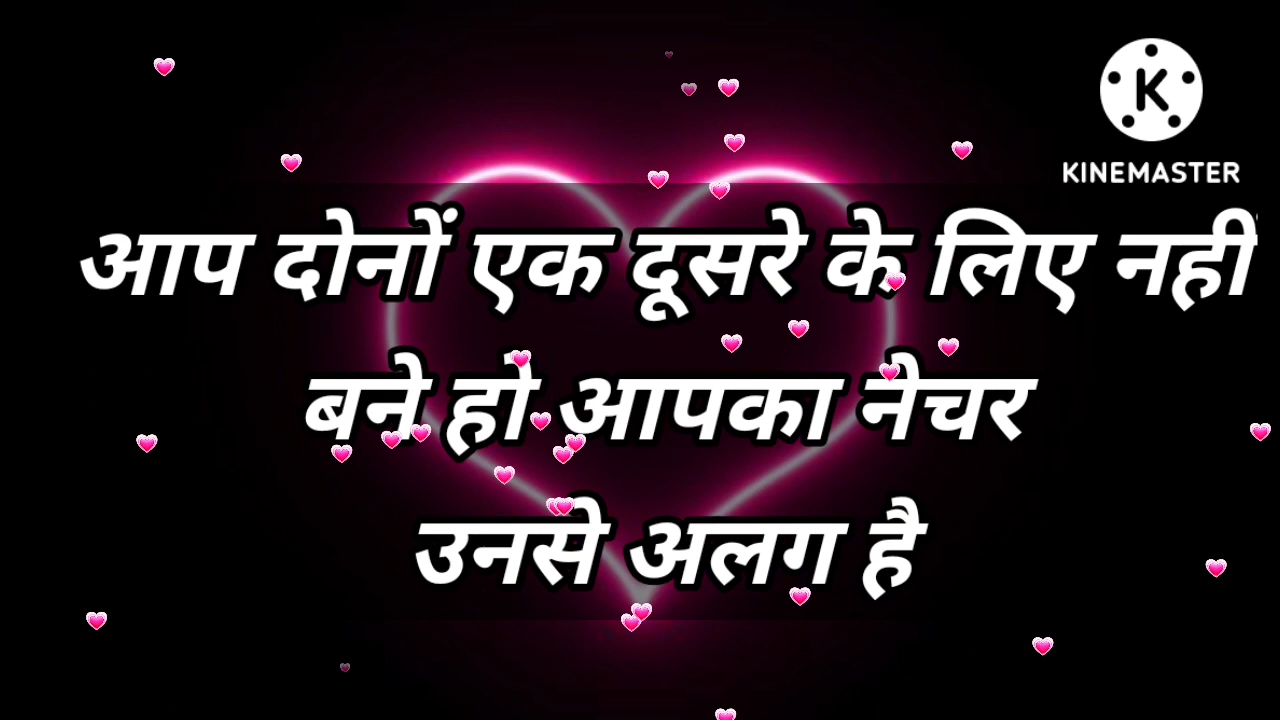 KINEMASTER
आप दोनों एक दूसरे के लिए नही
बने हो आपका नेचर
उनसे अलग है